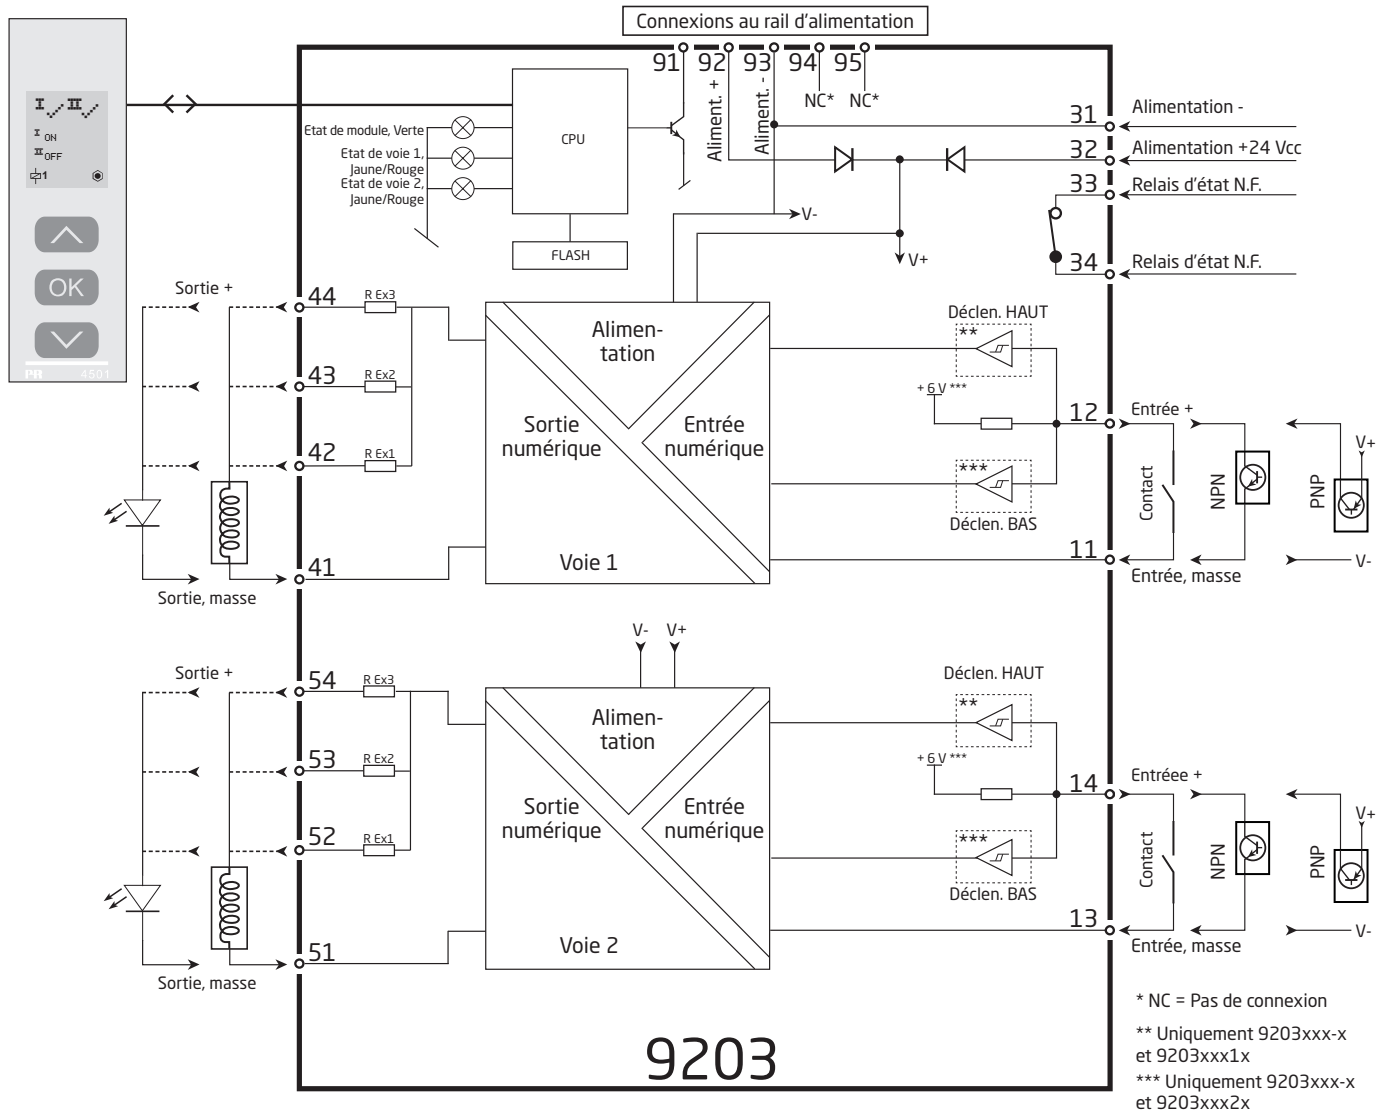 Connexions au rail d'alimentation
91 92 93 94 95
Aliment. +
Aliment. -
NC*
NC*
I II
I ON
II OFF
1
OK
PR 4501
Etat de module, Verte
Etat de voie 1,
Jaune/Rouge
Etat de voie 2,
Jaune/Rouge
CPU
FLASH
31 Alimentation -
32 Alimentation +24 Vcc
33 Relais d'état N.F.
34 Relais d'état N.F.
V-
V+
Sortie +
44 R Ex3
43 R Ex2
42 R Ex1
41
Sortie, masse
Alimen-
tation
Sortie
numérique
Entrée
numérique
Voie 1
Déclen. HAUT
**
+ 6 V ***
***
Déclen. BAS
12 Entrée +
Contact
NPN
PNP
V+
V-
11
Entrée, masse
V- V+
Sortie +
54 R Ex3
53 R Ex2
52 R Ex1
51
Sortie, masse
Alimen-
tation
Sortie
numérique
Entrée
numérique
Voie 2
Déclen. HAUT
**
+ 6 V ***
***
Déclen. BAS
14 Entréee +
Contact
NPN
PNP
V+
V-
13
Entrée, masse
9203
* NC = Pas de connexion
** Uniquement 9203xxx-x
et 9203xxx1x
*** Uniquement 9203xxx-x
et 9203xxx2x